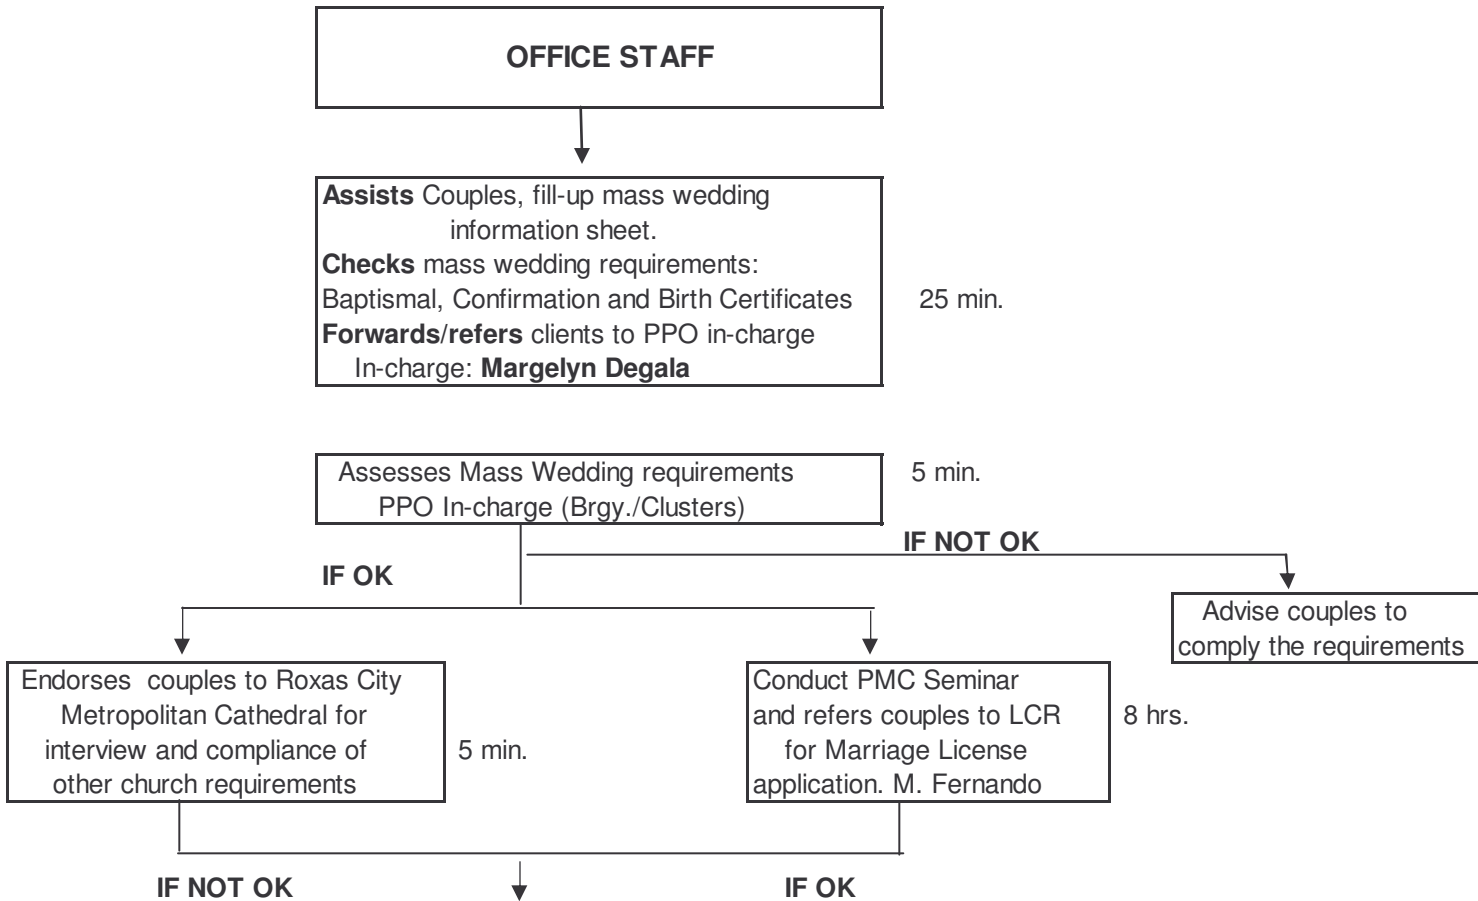 OFFICE STAFF
Assists Couples, fill-up mass wedding
information sheet.
Checks mass wedding requirements:
Baptismal, Confirmation and Birth Certificates
25 min.
Forwards/refers clients to PPO in-charge
In-charge: Margelyn Degala
Assesses Mass Wedding requirements
5 min.
PPO In-charge (Brgy./Clusters)
IF NOT OK
IF OK
Advise couples to
comply the requirements
Endorses couples to Roxas City
Metropolitan Cathedral for
interview and compliance of
other church requirements
5 min.
Conduct PMC Seminar
and refers couples to LCR
for Marriage License
application. M. Fernando
8 hrs.
IF NOT OK
IF OK